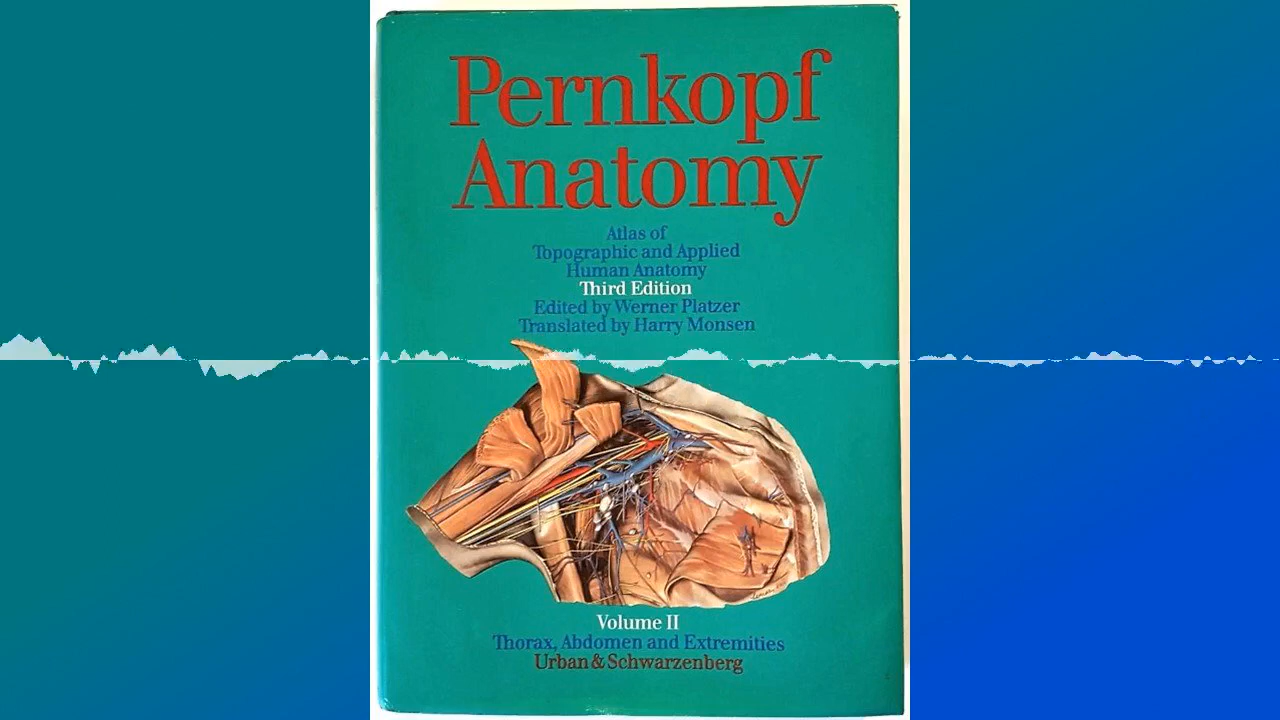 Pernkopf
Anatomy
Atlas of
Topographic and Applied
Human Anatomy
Third Edition
Edited by Werner Platzer
Translated by Harry Monsen
Volume II
Thorax, Abdomen and Extremities
Urban & Schwarzenberg